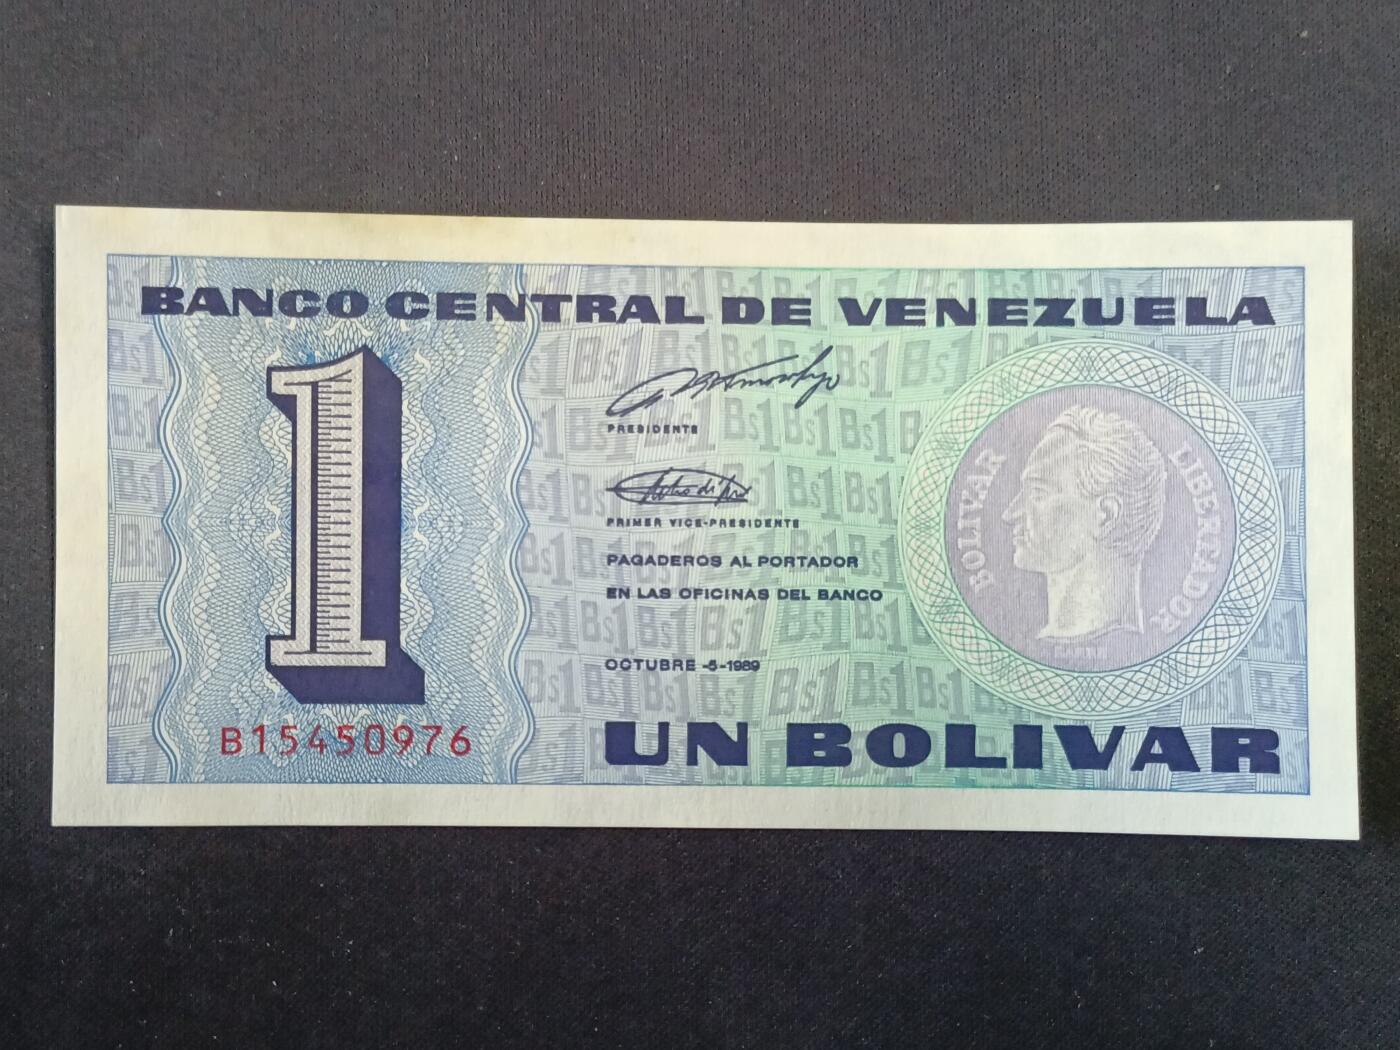 BANCO CENTRAL DE VENEZUELA
1
PRESIDENTE
PRIMER VICE-PRESIDENTE
PAGADEROS AL PORTADOR
EN LAS OFICINAS DEL BANCO
OCTUBRE -5-1989
BOLIVAR LIBERTADOR
B15450976
UN BOLIVAR